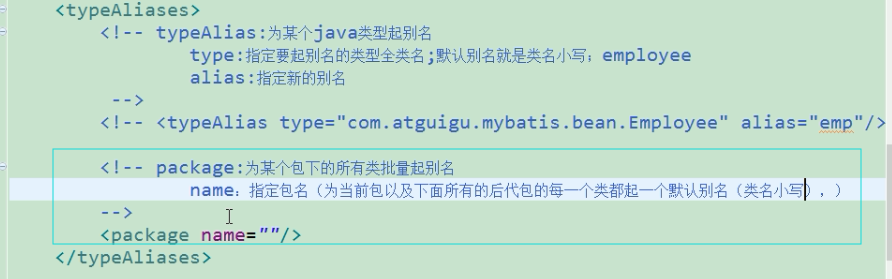 <typeAliases>
<!-- typeAlias:为某个java类型起别名
type:指定要起别名的类型全类名;默认别名就是类名小写；employee
alias:指定新的别名
-->
<!-- <typeAlias type="com.atguigu.mybatis.bean.Employee" alias="emp"/>
<!-- package:为某个包下的所有类批量起别名
name：指定包名（为当前包以及下面所有的后代包的每一个类都起一个默认别名（类名小写），）
-->
<package name=""/>
</typeAliases>